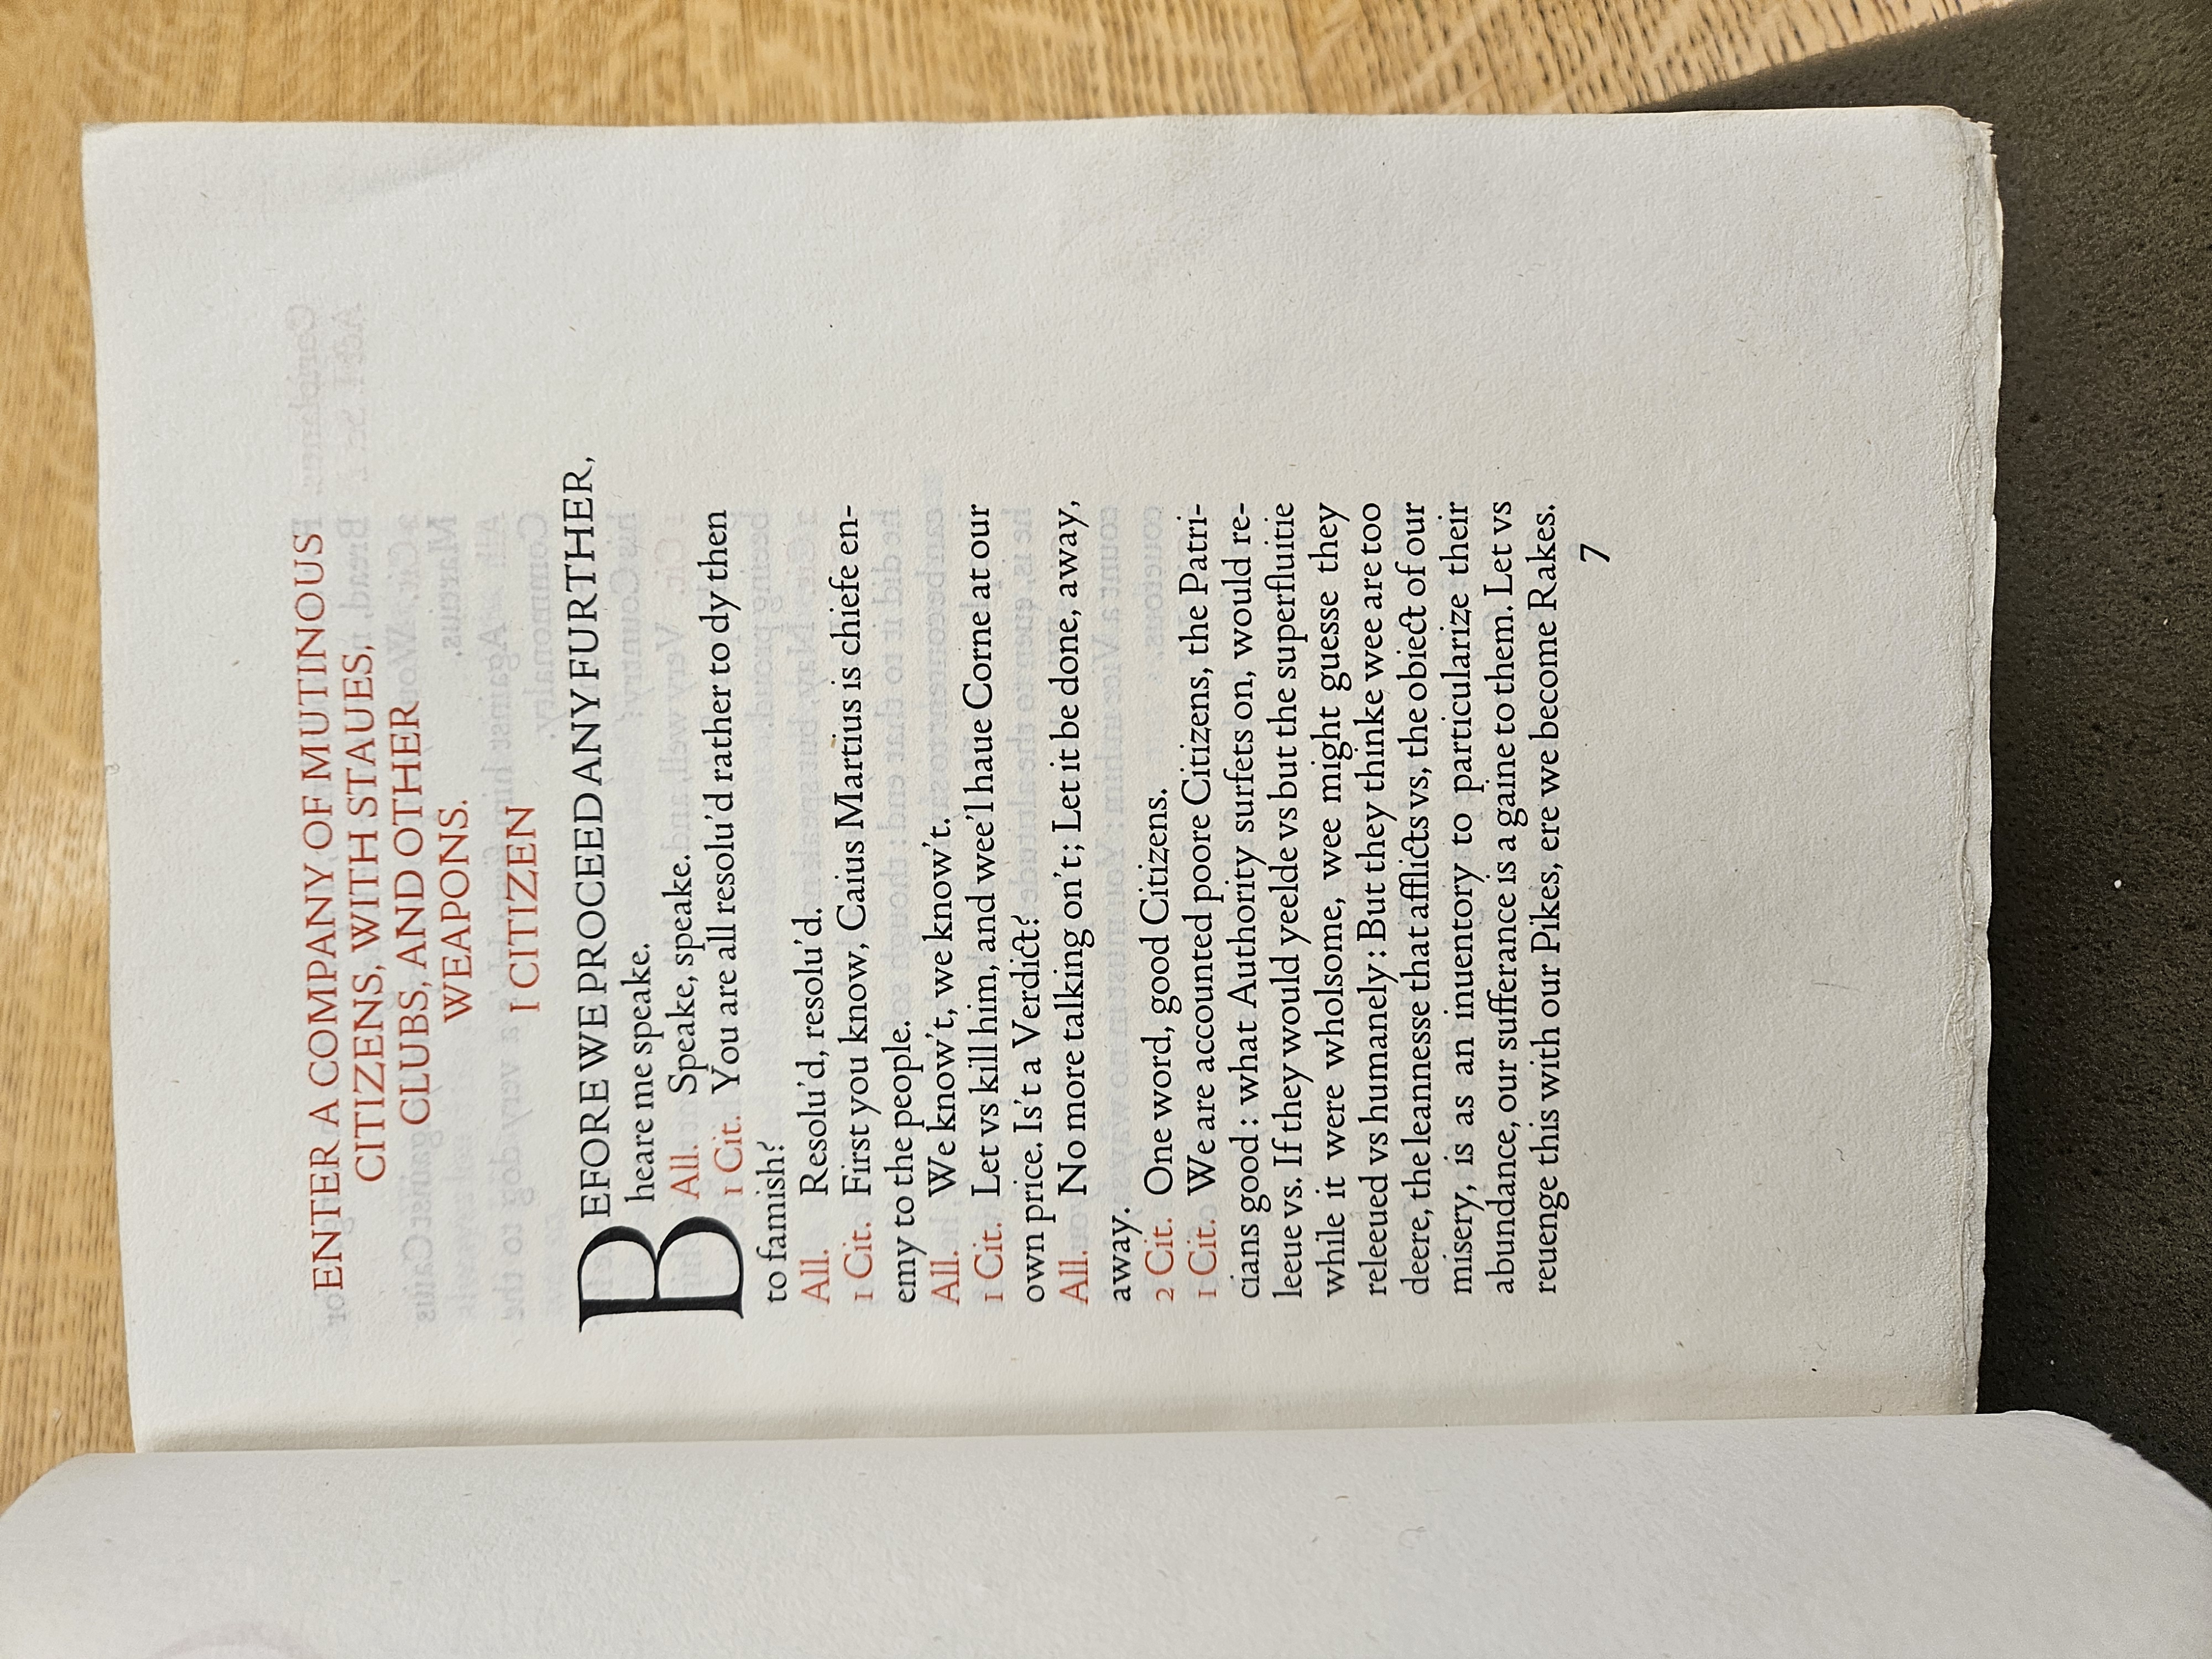 ENTER A COMPANY OF MUTINOUS
CITIZENS, WITH STAUES,
CLUBS, AND OTHER
WEAPONS.
I CITIZEN
BEFORE WE PROCEED ANY FURTHER,
heare me speake.
All. Speake, speake.
1 Cit. You are all resolu'd rather to dy then
to famish?
All. Resolu'd, resolu'd.
1 Cit. First you know, Caius Martius is chiefe en-
emy to the people.
All. We know't, we know't.
1 Cit. Let vs kill him, and wee'l haue Corne at our
own price. Is't a Verdict?
All. No more talking on't; Let it be done, away,
away.
2 Cit. One word, good Citizens.
1 Cit. We are accounted poore Citizens, the Patri-
cians good: what Authority surfets on, would re-
leeue vs. If they would yeelde vs but the superfluitie
while it were wholsome, wee might guesse they
releeued vs humanely: But they thinke wee are too
deere, the leannesse that afflicts vs, the obiect of our
misery, is as an inuentory to particularize their
abundance, our sufferance is a gaine to them. Let vs
reuenge this with our Pikes, ere we become Rakes.
7